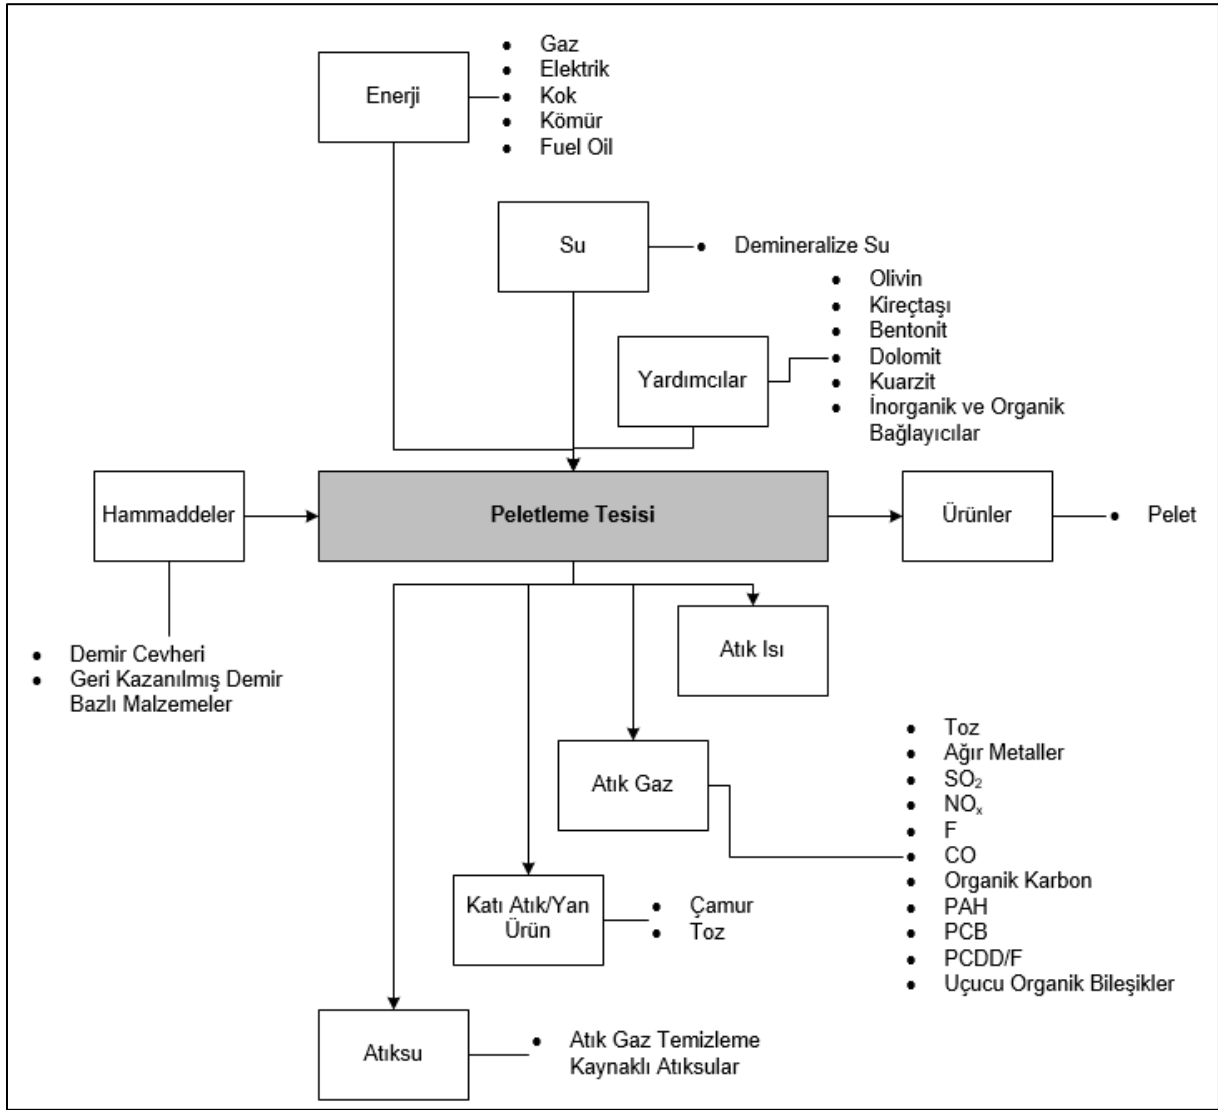 Enerji
• Gaz
• Elektrik
• Kok
• Kömür
• Fuel Oil
Su
• Demineralize Su
Yardımcılar
• Olivin
• Kireçtaşı
• Bentonit
• Dolomit
• Kuarzit
• İnorganik ve Organik
Bağlayıcılar
Hammaddeler
• Demir Cevheri
• Geri Kazanılmış Demir
Bazlı Malzemeler
Peletleme Tesisi
Ürünler
• Pelet
Atık Isı
Atık Gaz
• Toz
• Ağır Metaller
• SO₂
• NOₓ
• F
• CO
• Organik Karbon
• PAH
• PCB
• PCDD/F
• Uçucu Organik Bileşikler
Katı Atık/Yan
Ürün
• Çamur
• Toz
Atıksu
• Atık Gaz Temizleme
Kaynaklı Atıksular